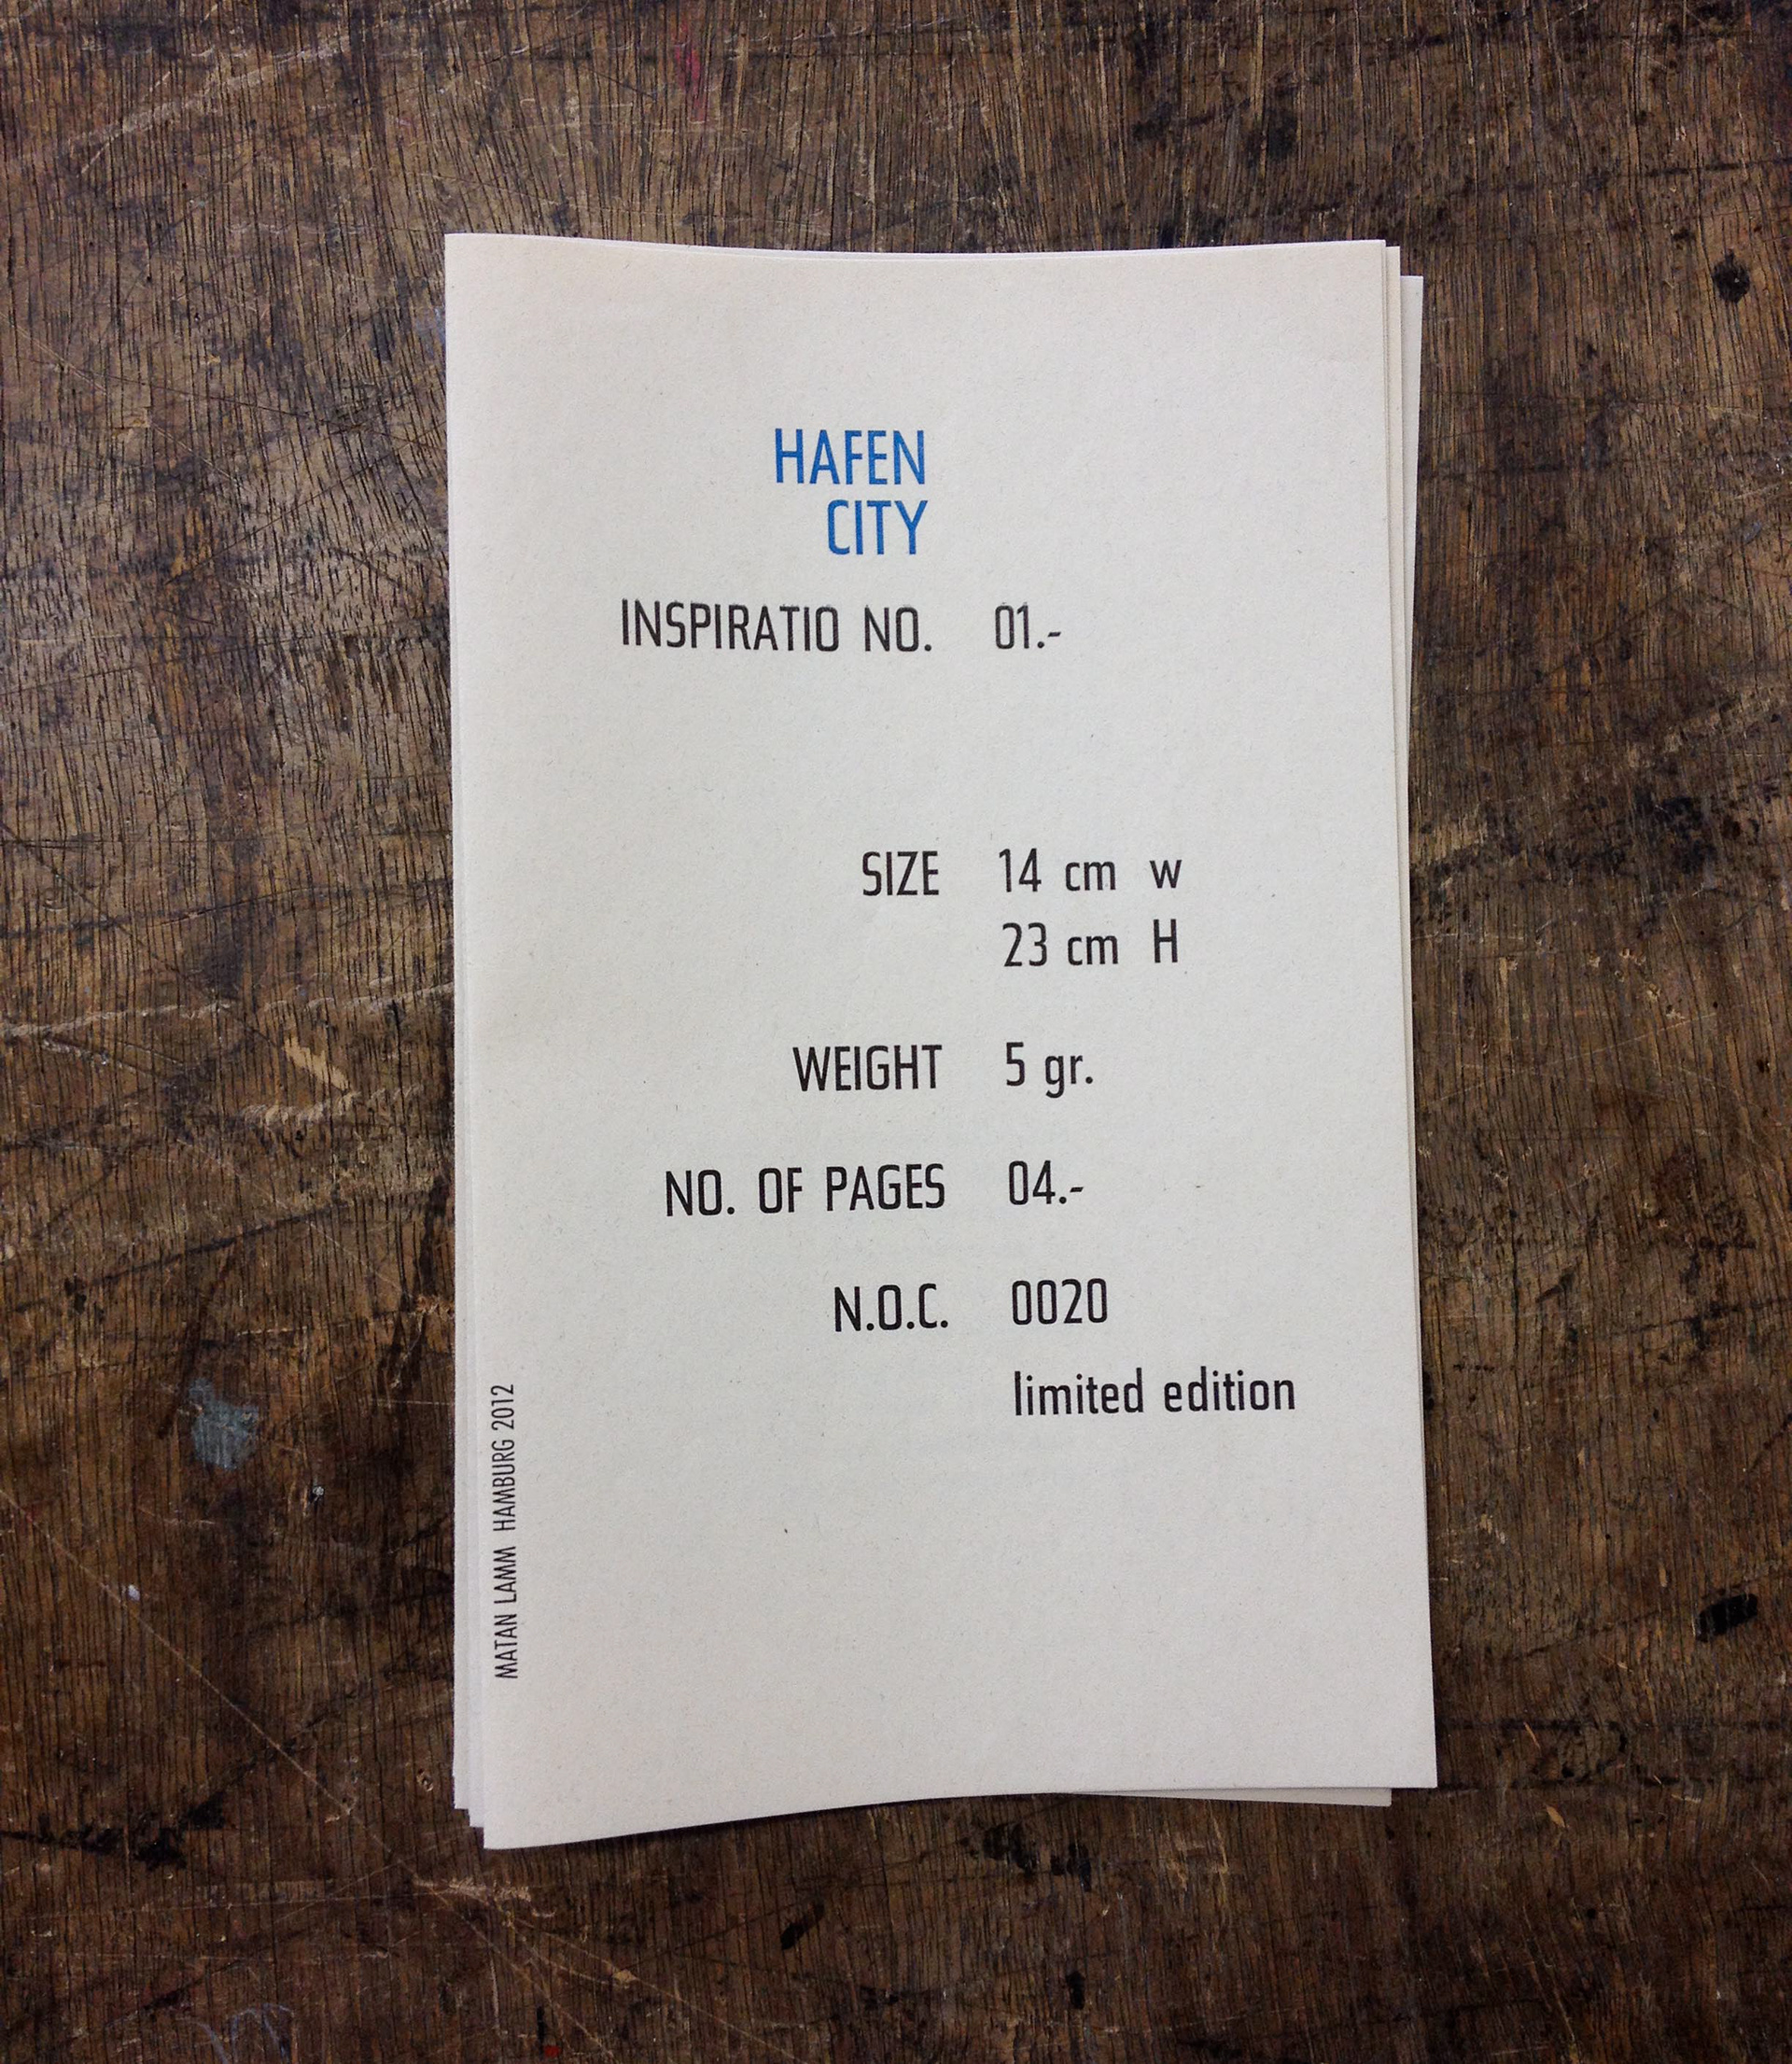 HAFEN
CITY
INSPIRATIO NO. 01.-
SIZE 14 cm w
23 cm H
WEIGHT 5 gr.
NO. OF PAGES 04.-
N.O.C. 0020
limited edition
MATAN LAMM HAMBURG 2012